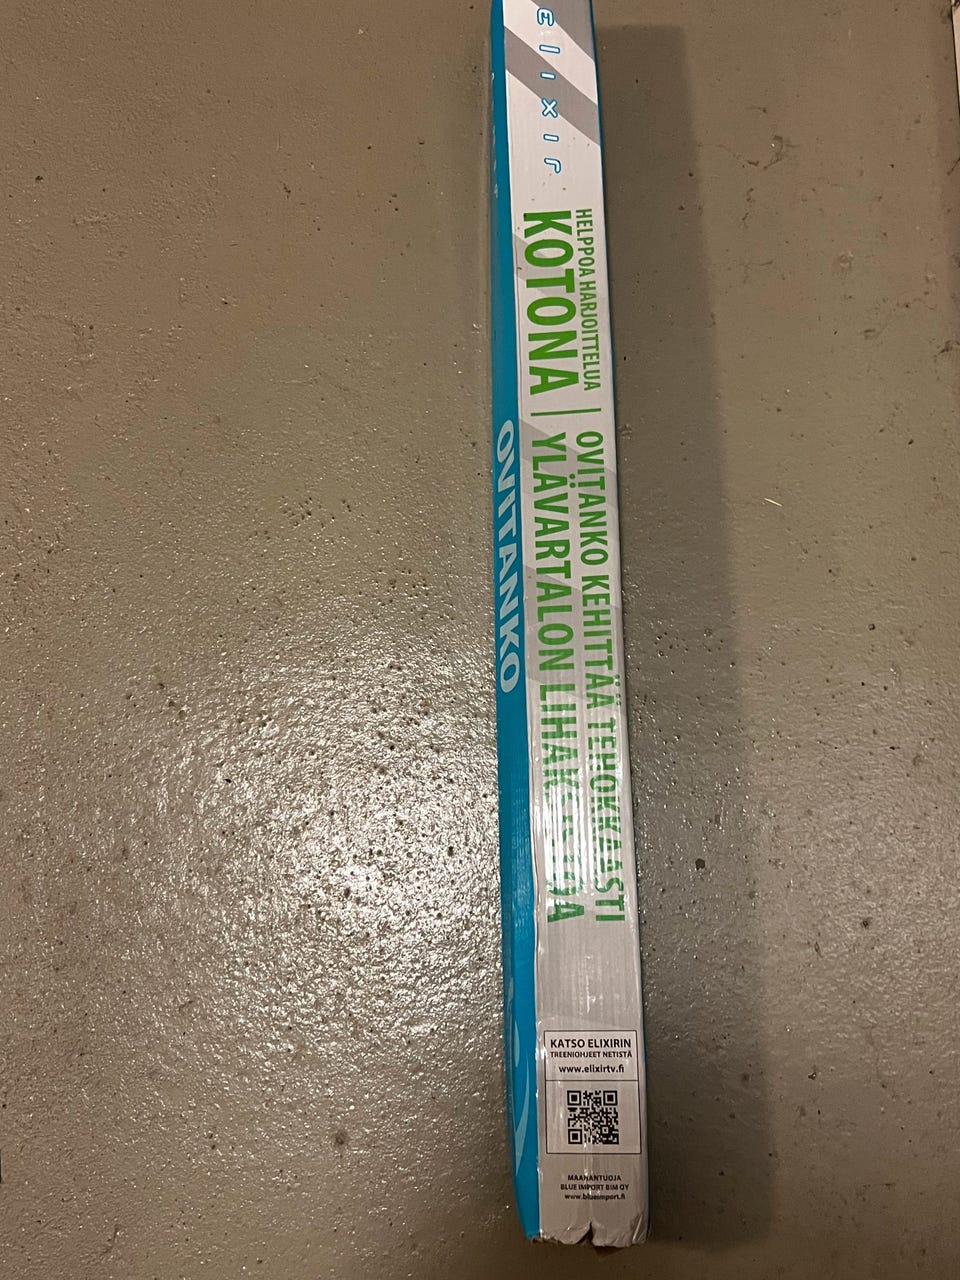 elixir
HELPPOA HARJOITTELUA
KOTONA
OVITANKO KEHITTÄÄ TEHOKKAASTI
YLÄVARTALON LIHAKSISTOA
OVITANKO
KATSO ELIXIRIN
TREENIOHJEET NETISTÄ
www.elixirtv.fi
MAAHANTUOJA
BLUE IMPORT BIM OY
www.blueimport.fi